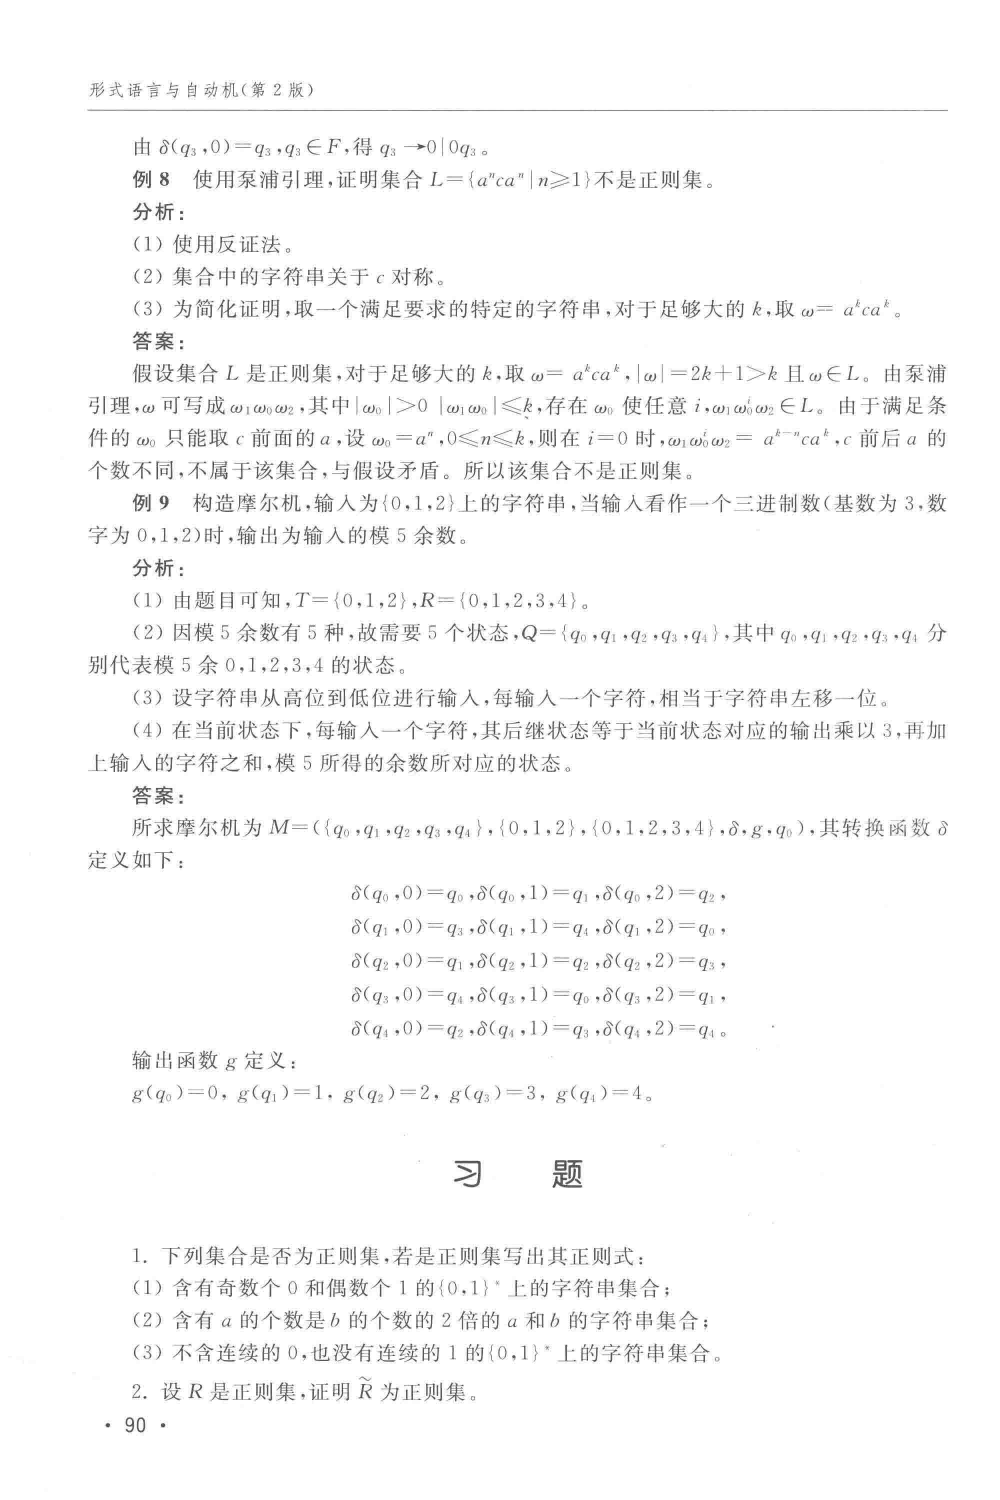 形式语言与自动机(第 2 版)
由 δ(q₃,0)=q₃,q₃∈F,得 q₃→0|0q₃。
例 8 使用泵浦引理,证明集合 L={aⁿcaⁿ|n≥1}不是正则集。
分析:
(1) 使用反证法。
(2) 集合中的字符串关于 c 对称。
(3) 为简化证明,取一个满足要求的特定的字符串,对于足够大的 k,取 ω= aᵏcaᵏ。
答案:
假设集合 L 是正则集,对于足够大的 k,取 ω= aᵏcaᵏ,|ω|=2k+1>k 且 ω∈L。由泵浦
引理,ω 可写成 ω₁ω₀ω₂,其中|ω₀|>0 |ω₁ω₀|≤k,存在 ω₀ 使任意 i,ω₁ω₀ⁱω₂∈L。由于满足条
件的 ω₀ 只能取 c 前面的 a,设 ω₀=aⁿ,0≤n≤k,则在 i=0 时,ω₁ω₀ⁱω₂= aᵏ⁻ⁿcaᵏ,c 前后 a 的
个数不同,不属于该集合,与假设矛盾。所以该集合不是正则集。
例 9 构造摩尔机,输入为{0,1,2}上的字符串,当输入看作一个三进制数(基数为 3,数
字为 0,1,2)时,输出为输入的模 5 余数。
分析:
(1) 由题目可知,T={0,1,2},R={0,1,2,3,4}。
(2) 因模 5 余数有 5 种,故需要 5 个状态,Q={q₀,q₁,q₂,q₃,q₄},其中 q₀,q₁,q₂,q₃,q₄ 分
别代表模 5 余 0,1,2,3,4 的状态。
(3) 设字符串从高位到低位进行输入,每输入一个字符,相当于字符串左移一位。
(4) 在当前状态下,每输入一个字符,其后继状态等于当前状态对应的输出乘以 3,再加
上输入的字符之和,模 5 所得的余数所对应的状态。
答案:
所求摩尔机为 M=({q₀,q₁,q₂,q₃,q₄},{0,1,2},{0,1,2,3,4},δ,g,q₀),其转换函数 δ
定义如下:
δ(q₀,0)=q₀,δ(q₀,1)=q₁,δ(q₀,2)=q₂,
δ(q₁,0)=q₃,δ(q₁,1)=q₄,δ(q₁,2)=q₀,
δ(q₂,0)=q₁,δ(q₂,1)=q₂,δ(q₂,2)=q₃,
δ(q₃,0)=q₄,δ(q₃,1)=q₀,δ(q₃,2)=q₁,
δ(q₄,0)=q₂,δ(q₄,1)=q₃,δ(q₄,2)=q₄。
输出函数 g 定义:
g(q₀)=0, g(q₁)=1, g(q₂)=2, g(q₃)=3, g(q₄)=4。
习 题
1. 下列集合是否为正则集,若是正则集写出其正则式:
(1) 含有奇数个 0 和偶数个 1 的{0,1}* 上的字符串集合;
(2) 含有 a 的个数是 b 的个数的 2 倍的 a 和 b 的字符串集合;
(3) 不含连续的 0,也没有连续的 1 的{0,1}* 上的字符串集合。
2. 设 R 是正则集,证明 R̃ 为正则集。
· 90 ·